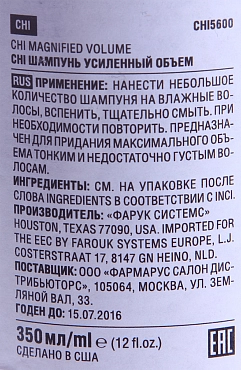 CHI CHI5600
CHI MAGNIFIED VOLUME
CHI ШАМПУНЬ УСИЛЕННЫЙ ОБЪЕМ
RUS ПРИМЕНЕНИЕ: НАНЕСТИ НЕБОЛЬШОЕ
КОЛИЧЕСТВО ШАМПУНЯ НА ВЛАЖНЫЕ ВО-
ЛОСЫ, ВСПЕНИТЬ, ТЩАТЕЛЬНО СМЫТЬ. ПРИ
НЕОБХОДИМОСТИ ПОВТОРИТЬ. ПРЕДНАЗНА-
ЧЕН ДЛЯ ПРИДАНИЯ МАКСИМАЛЬНОГО ОБЪ-
ЕМА ТОНКИМ И НЕДОСТАТОЧНО ГУСТЫМ ВО-
ЛОСАМ.
ИНГРЕДИЕНТЫ: СМ. НА УПАКОВКЕ ПОСЛЕ
СЛОВА INGREDIENTS В СООТВЕТСТВИИ С INCI.
ПРОИЗВОДИТЕЛЬ: «ФАРУК СИСТЕМС»
HOUSTON, TEXAS 77090, USA. IMPORTED FOR
THE EEC BY FAROUK SYSTEMS EUROPE, L.J.
COSTERSTRAAT 17, 8147 GN HEINO, NLD.
ПОСТАВЩИК: ООО «ФАРМАРУС САЛОН ДИС-
ТРИБЬЮТОРС», 105064, МОСКВА, УЛ. ЗЕМ-
ЛЯНОЙ ВАЛ, 33.
ГОДЕН ДО: 15.07.2016
350 мл/ml ℮ (12 fl.oz.) EAC
СДЕЛАНО В США